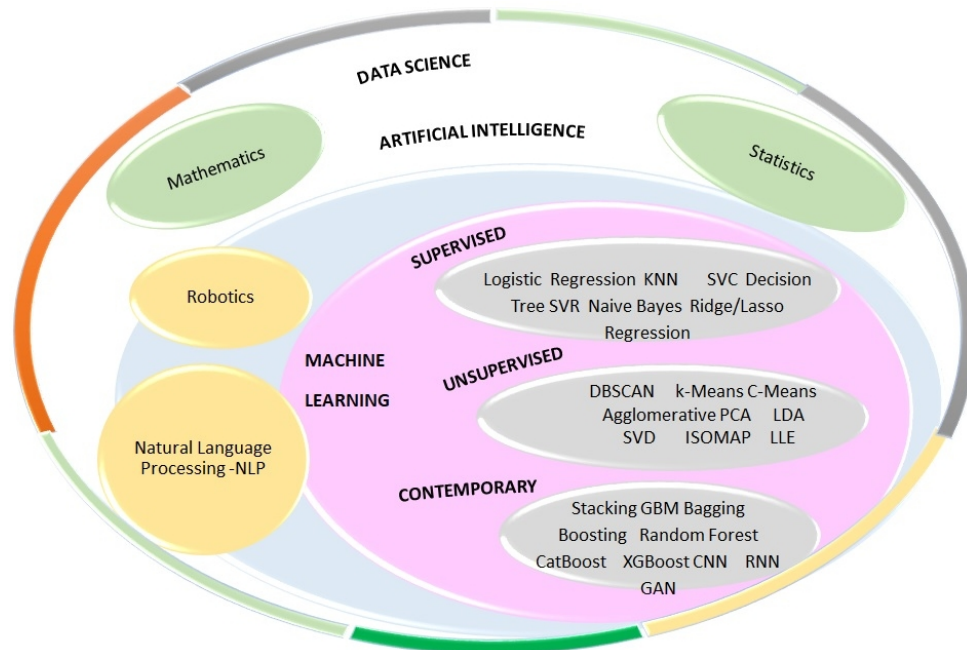 DATA SCIENCE
ARTIFICIAL INTELLIGENCE
Mathematics
Statistics
SUPERVISED
Logistic Regression KNN SVC Decision
Tree SVR Naive Bayes Ridge/Lasso
Regression
Robotics
MACHINE
LEARNING
UNSUPERVISED
DBSCAN k-Means C-Means
Agglomerative PCA LDA
SVD ISOMAP LLE
Natural Language
Processing -NLP
CONTEMPORARY
Stacking GBM Bagging
Boosting Random Forest
CatBoost XGBoost CNN RNN
GAN